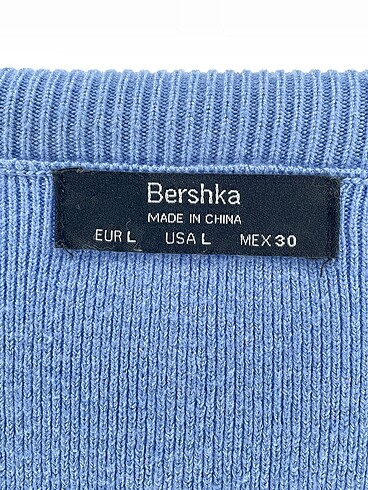 Bershka
MADE IN CHINA
EUR L USA L MEX 30